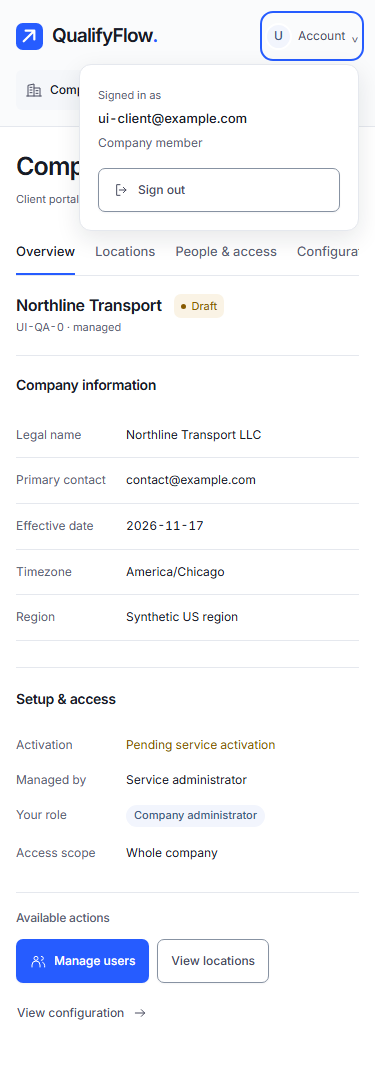 QualifyFlow.
U Account
Comp
Signed in as
ui-client@example.com
Company member
Sign out
Comp
Client portal
Overview Locations People & access Configurat
Northline Transport Draft
UI-QA-0 · managed
Company information
Legal name Northline Transport LLC
Primary contact contact@example.com
Effective date 2026-11-17
Timezone America/Chicago
Region Synthetic US region
Setup & access
Activation Pending service activation
Managed by Service administrator
Your role Company administrator
Access scope Whole company
Available actions
Manage users View locations
View configuration →